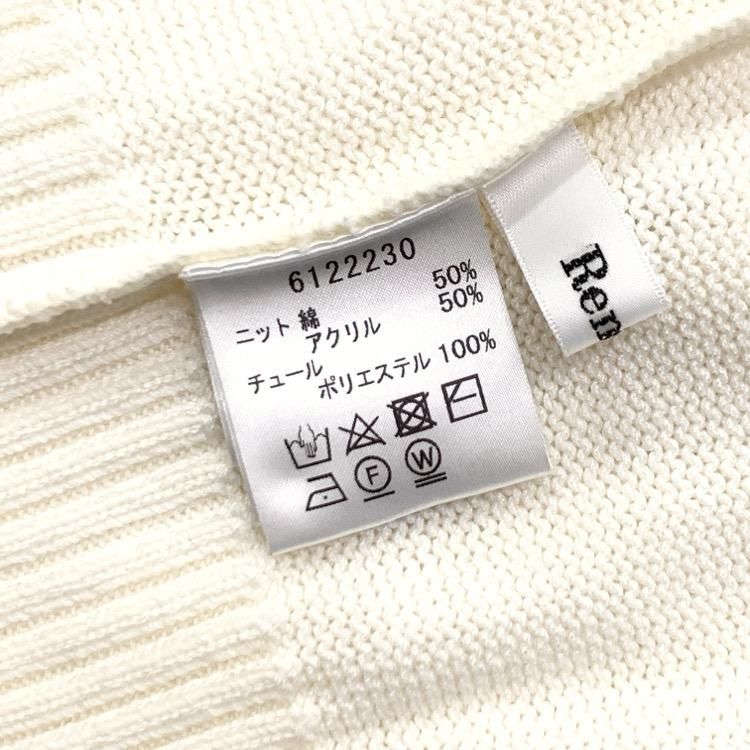 6122230
ニット 綿 50%
アクリル 50%
チュール
ポリエステル 100%
F W
Ren